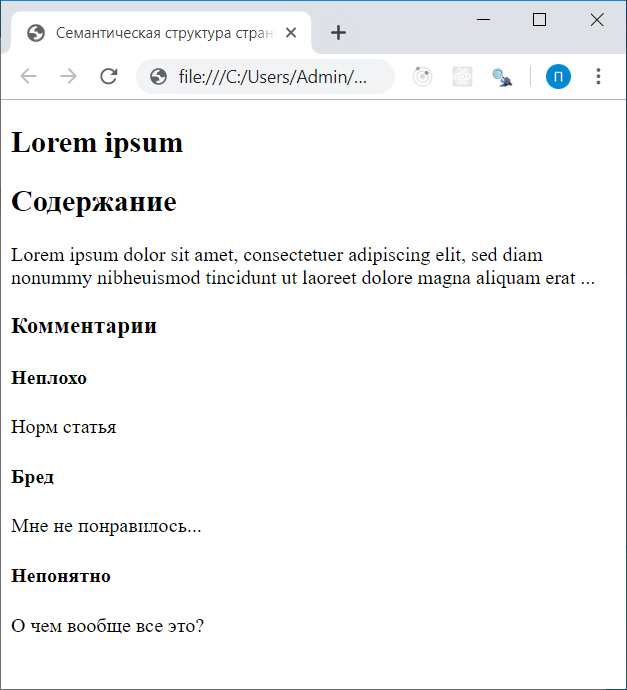 Семантическая структура стран
file:///C:/Users/Admin/...
П
Lorem ipsum
Содержание
Lorem ipsum dolor sit amet, consectetuer adipiscing elit, sed diam
nonummy nibheuismod tincidunt ut laoreet dolore magna aliquam erat ...
Комментарии
Неплохо
Норм статья
Бред
Мне не понравилось...
Непонятно
О чем вообще все это?